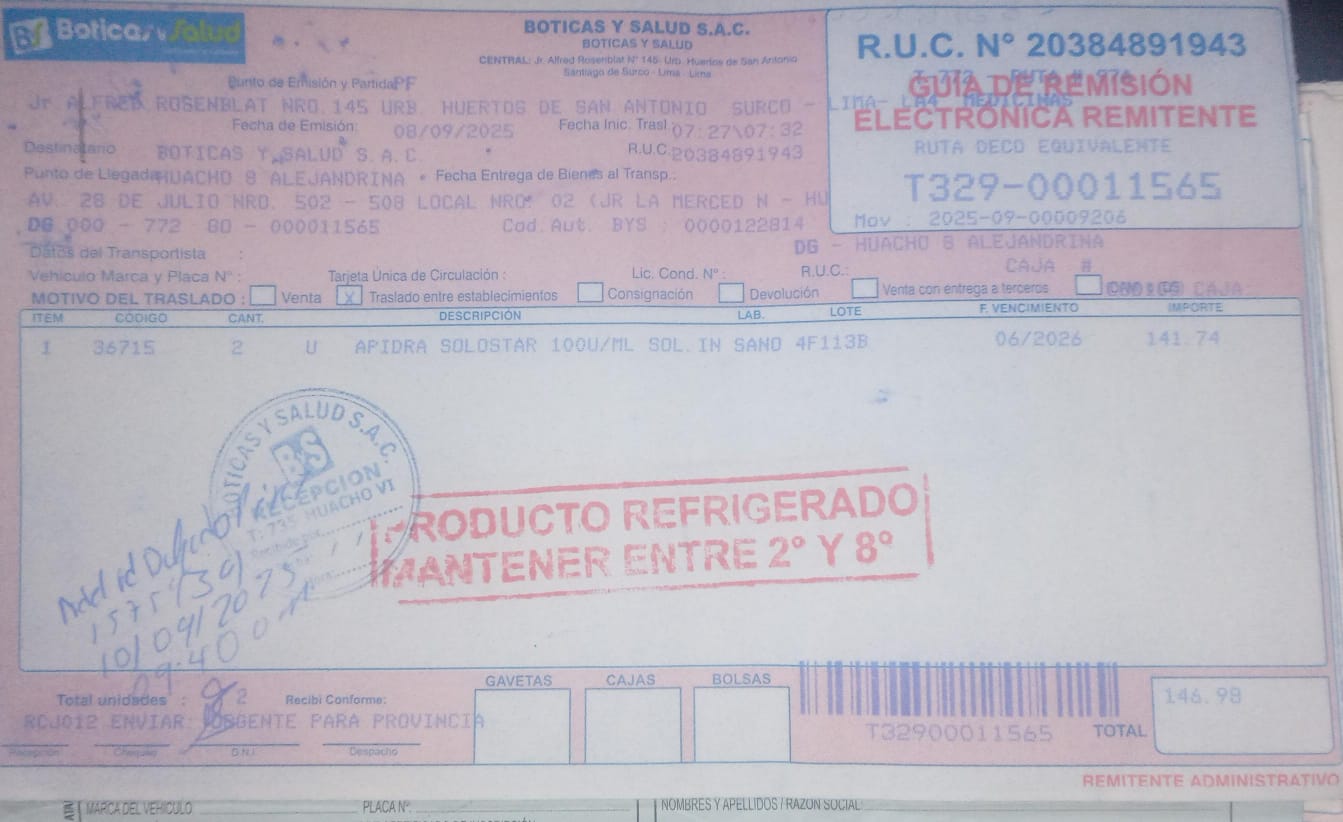 BS Boticas y Salud
BOTICAS Y SALUD S.A.C.
BOTICAS Y SALUD
CENTRAL: Jr. Alfred Rosenblat N° 145 Urb. Huertos de San Antonio
Santiago de Surco - Lima - Lima
R.U.C. N° 20384891943
GUÍA DE REMISIÓN
ELECTRÓNICA REMITENTE
RUTA DECO EQUIVALENTE
T329-00011565
Mov : 2025-09-00009206
Punto de Emisión y Partida PF
Jr ALFRED ROSENBLAT NRO. 145 URB. HUERTOS DE SAN ANTONIO SURCO - LIMA- MEDICINAS
Fecha de Emisión: 08/09/2025 Fecha Inic. Trasl. 07:27\07:32
Destinatario BOTICAS Y SALUD S.A.C. R.U.C. 20384891943
Punto de Llegada HUACHO 8 ALEJANDRINA Fecha Entrega de Bienes al Transp.:
AV. 28 DE JULIO NRO. 502 - 508 LOCAL NRO 02 (JR LA MERCED N - HU
DG 000 - 772 80 - 000011565 Cod. Aut. BYS : 0000122814
DG - HUACHO 8 ALEJANDRINA
Datos del Transportista :
Vehículo Marca y Placa N° : Tarjeta Única de Circulación : Lic. Cond. N° : R.U.C.: CAJA #
MOTIVO DEL TRASLADO : Venta X Traslado entre establecimientos Consignación Devolución Venta con entrega a terceros CAJA:
ITEM CÓDIGO CANT. DESCRIPCIÓN LAB. LOTE F. VENCIMIENTO IMPORTE
1 36715 2 U APIDRA SOLOSTAR 100U/ML SOL.IN SANO 4F113B 06/2026 141.74
BOTICAS Y SALUD S.A.C.
BS
RECEPCION
T: 735 HUACHO VI
PRODUCTO REFRIGERADO
MANTENER ENTRE 2° Y 8°
GAVETAS CAJAS BOLSAS
Total unidades : 2 Recibí Conforme:
RCJ012 ENVIAR: URGENTE PARA PROVINCIA
Recepción Chequeo D.N.I. Despacho
T32900011565 TOTAL 146.98
REMITENTE ADMINISTRATIVO
MARCA DEL VEHICULO PLACA N°. NOMBRES Y APELLIDOS / RAZON SOCIAL